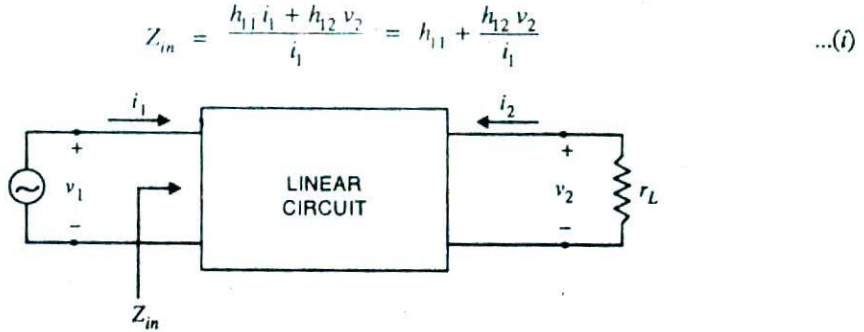 Z_in = (h_11 i_1 + h_12 v_2) / i_1 = h_11 + (h_12 v_2) / i_1 ...(i)
i_1
i_2
+
+
v_1
LINEAR
CIRCUIT
v_2
r_L
−
−
Z_in